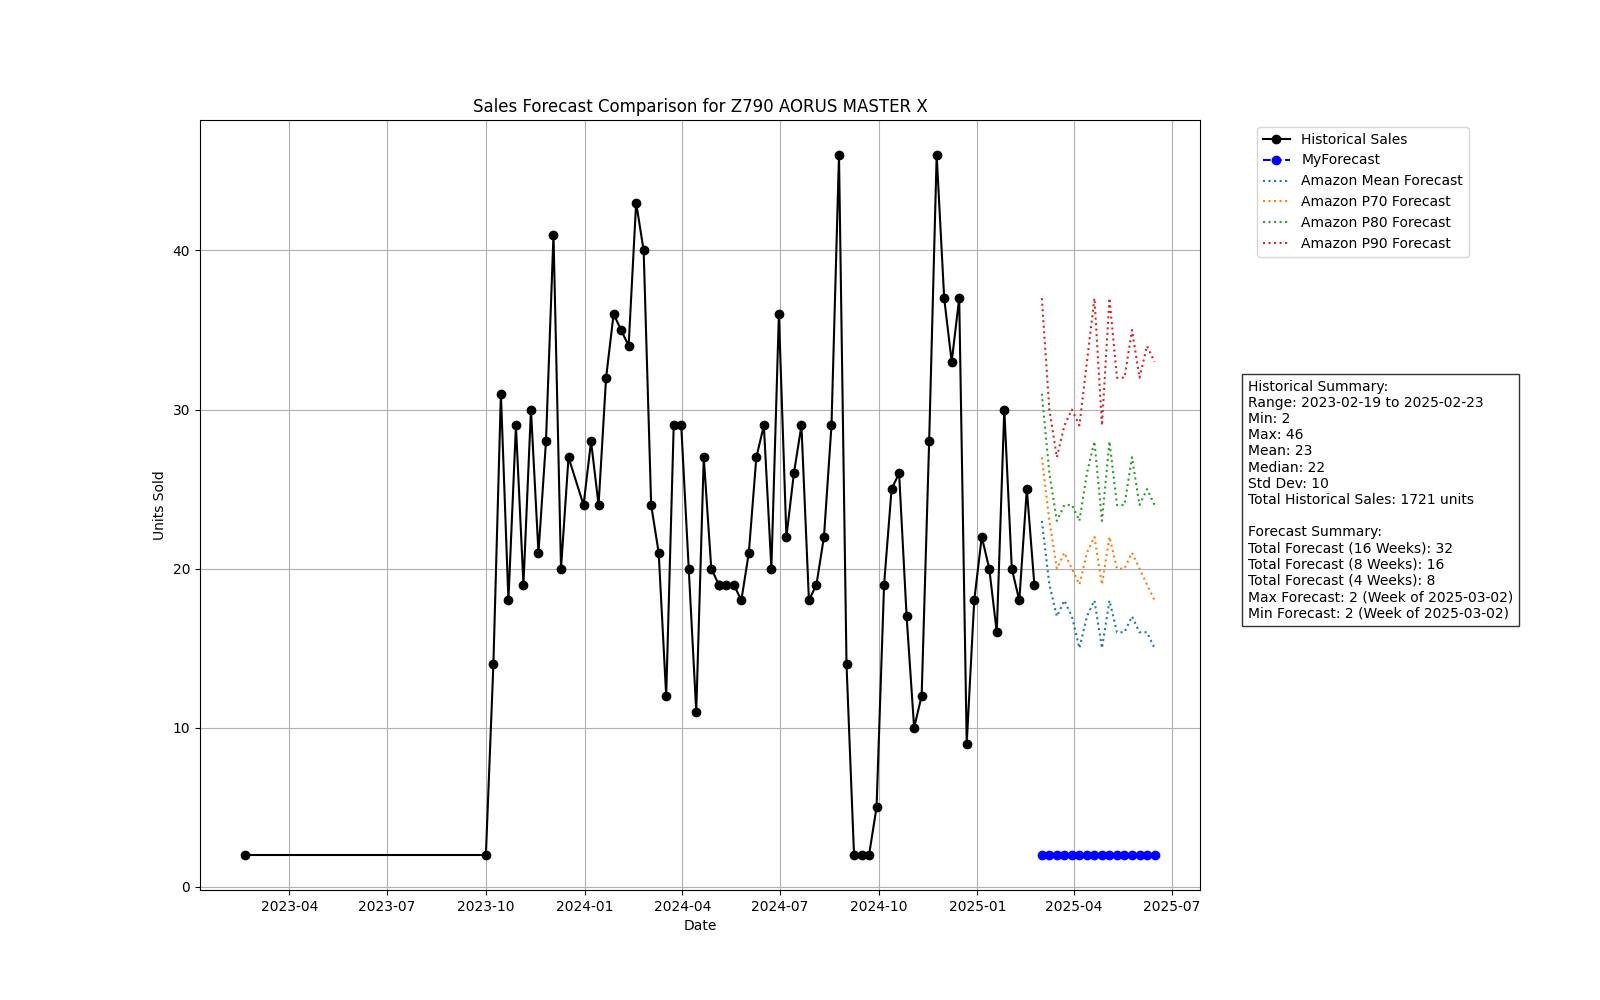 Sales Forecast Comparison for Z790 AORUS MASTER X
Units Sold
40
30
20
10
0
2023-04
2023-07
2023-10
2024-01
2024-04
2024-07
2024-10
2025-01
2025-04
2025-07
Date
Historical Sales
MyForecast
Amazon Mean Forecast
Amazon P70 Forecast
Amazon P80 Forecast
Amazon P90 Forecast
Historical Summary:
Range: 2023-02-19 to 2025-02-23
Min: 2
Max: 46
Mean: 23
Median: 22
Std Dev: 10
Total Historical Sales: 1721 units
Forecast Summary:
Total Forecast (16 Weeks): 32
Total Forecast (8 Weeks): 16
Total Forecast (4 Weeks): 8
Max Forecast: 2 (Week of 2025-03-02)
Min Forecast: 2 (Week of 2025-03-02)